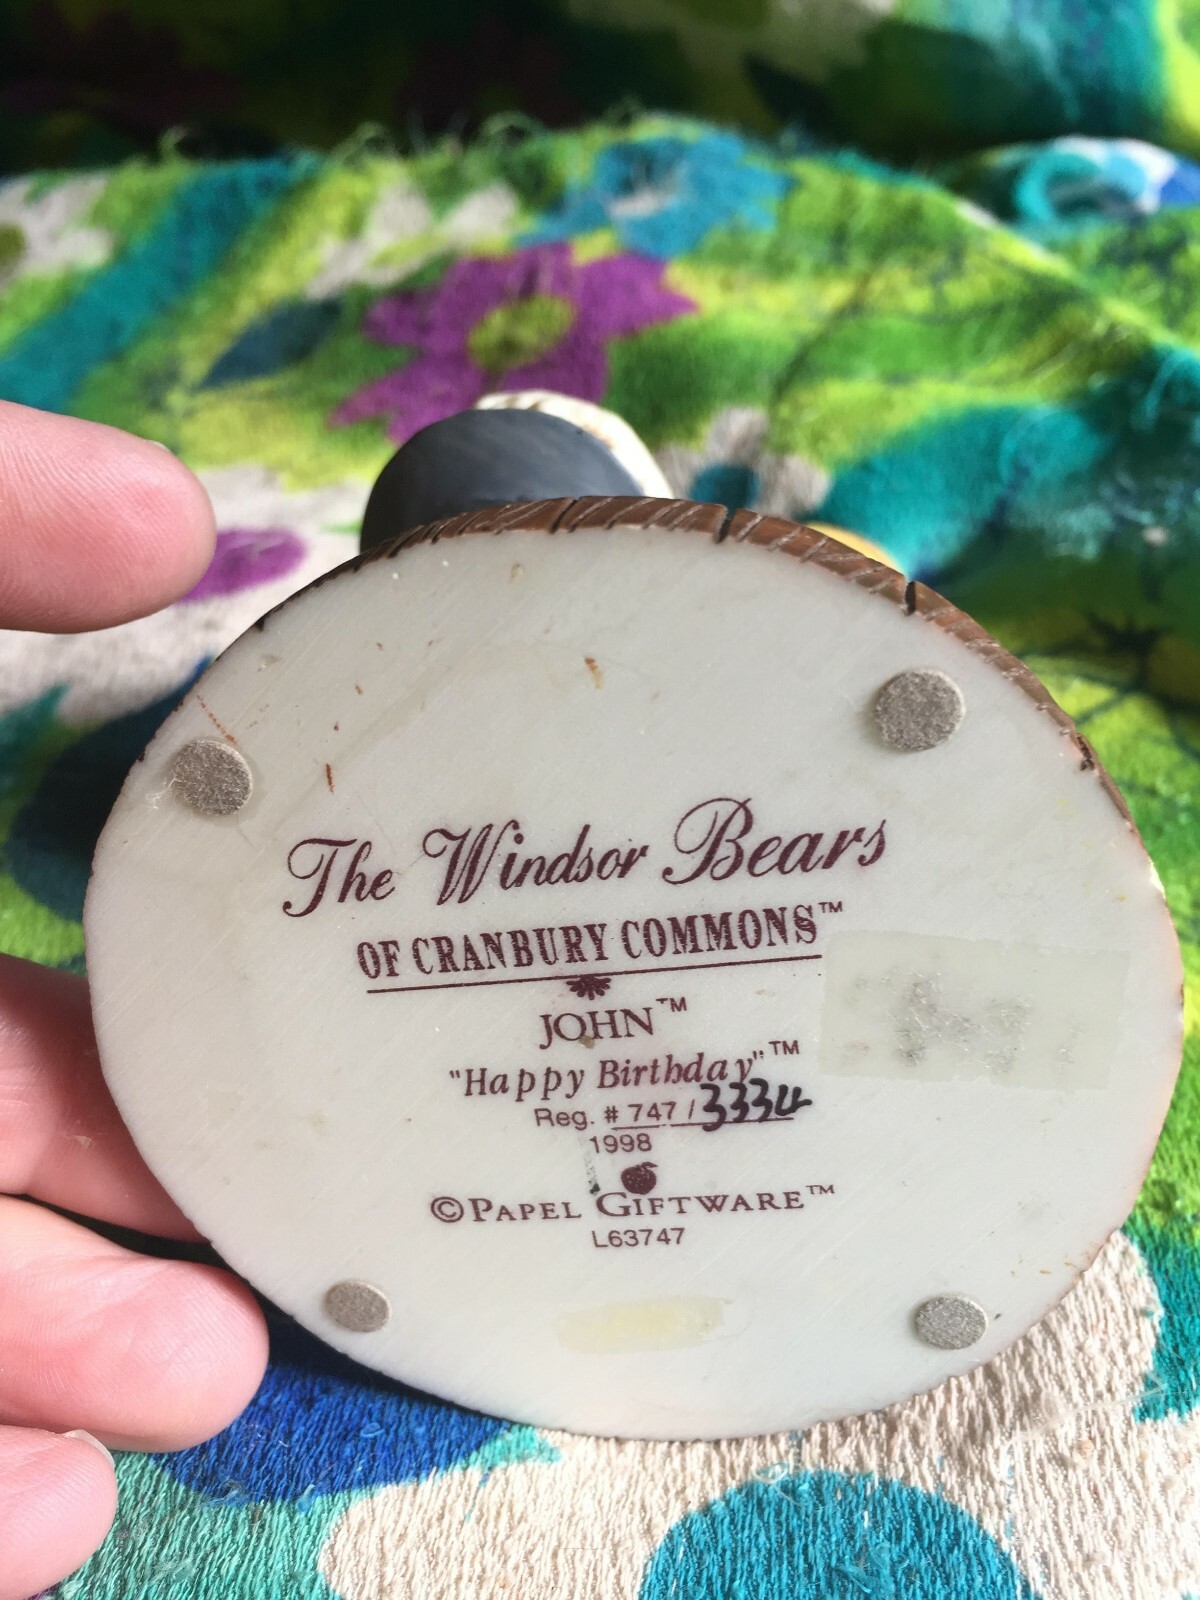 The Windsor Bears
OF CRANBURY COMMONS™
JOHN™
"Happy Birthday"™
Reg. # 747 / 3334
1998
©PAPEL GIFTWARE™
L63747